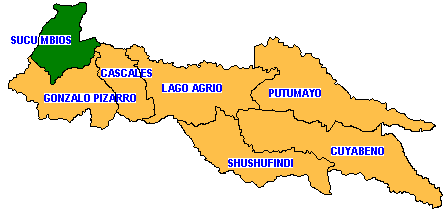 SUCUMBIOS
CASCALES
GONZALO PIZARRO
LAGO AGRIO
PUTUMAYO
CUYABENO
SHUSHUFINDI